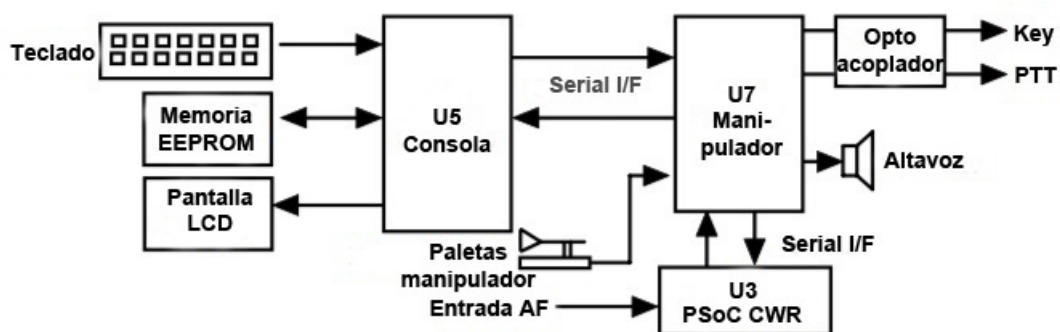 Teclado
Memoria
EEPROM
Pantalla
LCD
U5
Consola
Serial I/F
Paletas
manipulador
Entrada AF
U7
Mani-
pulador
Opto
acoplador
Key
PTT
Altavoz
Serial I/F
U3
PSoC CWR